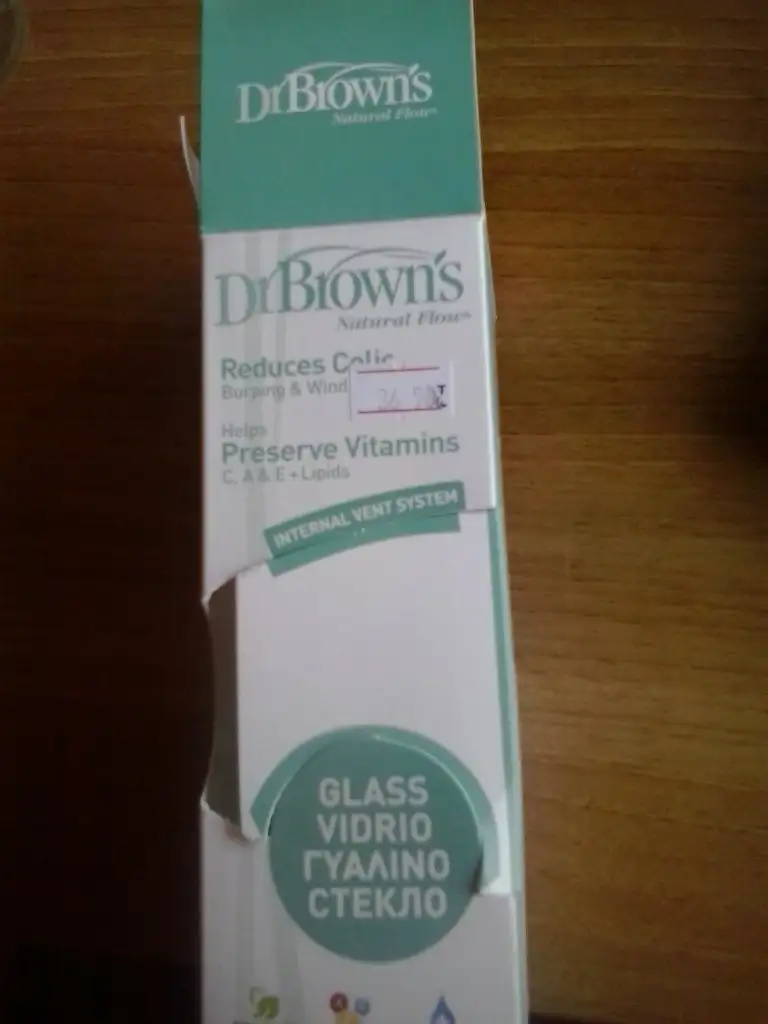 DrBrown's
Natural Flow®
DrBrown's
Natural Flow®
Reduces Colic
Burping & Wind
Helps
Preserve Vitamins
C, A & E + Lipids
INTERNAL VENT SYSTEM
GLASS
VIDRIO
ΓΥΑΛΙΝΟ
СТЕКЛО